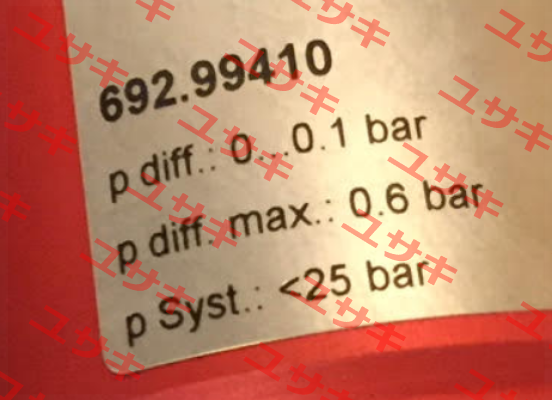 692.99410
p diff.: 0...0.1 bar
p diff. max.: 0.6 bar
p Syst.: <25 bar
ユサキ